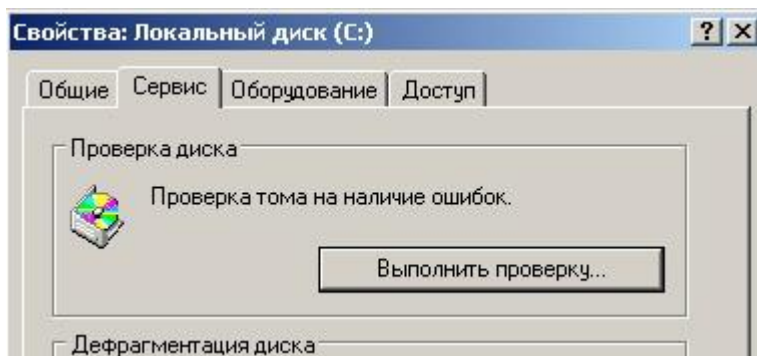 Свойства: Локальный диск (C:)
Общие Сервис Оборудование Доступ
Проверка диска
Проверка тома на наличие ошибок.
Выполнить проверку...
Дефрагментация диска